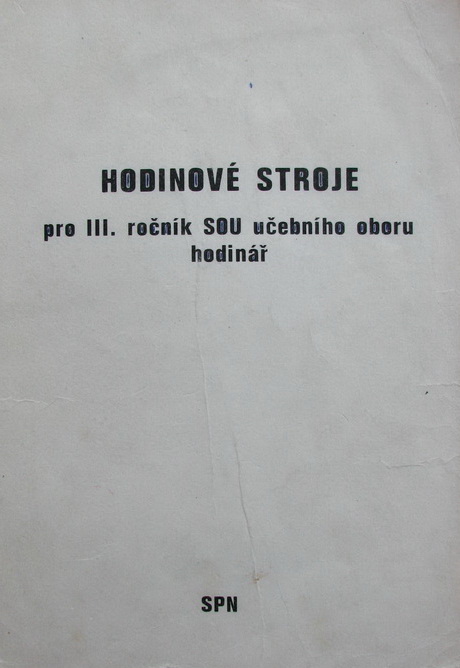 HODINOVÉ STROJE
pro III. ročník SOU učebního oboru
hodinář
SPN